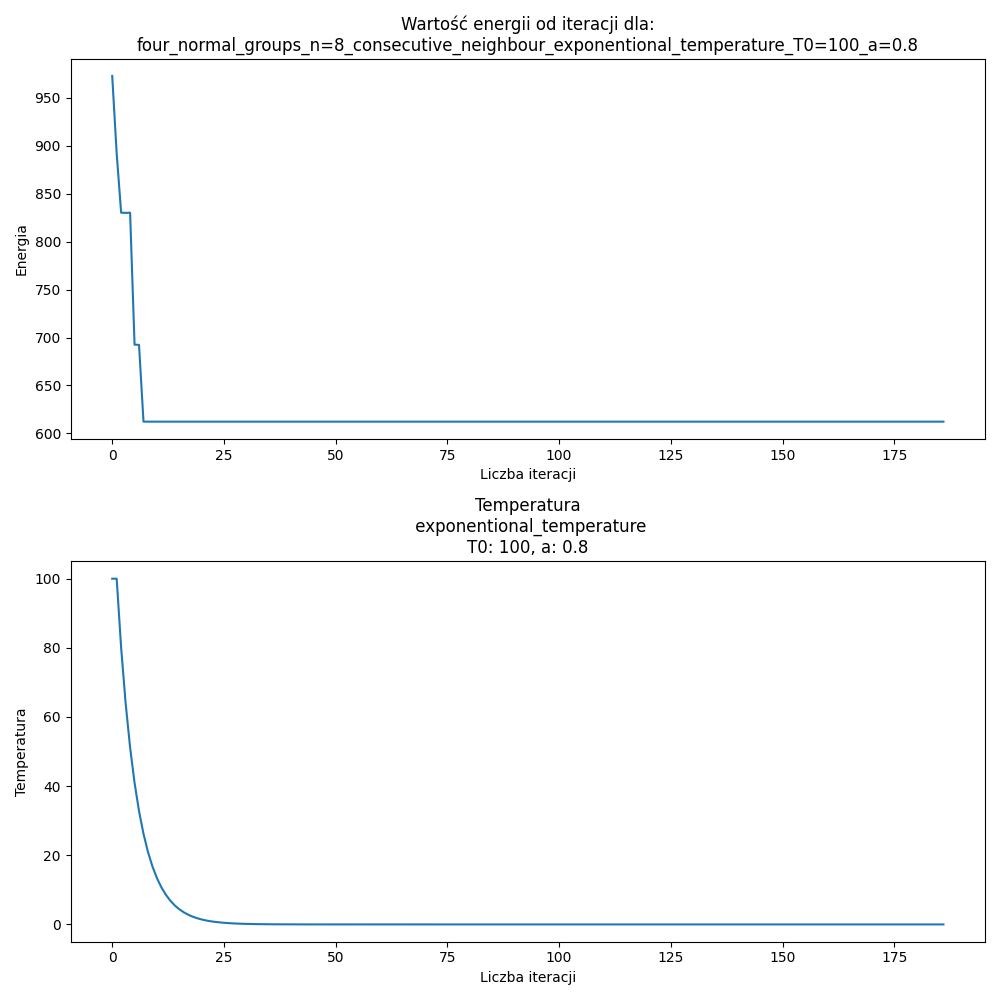 Wartość energii od iteracji dla:
four_normal_groups_n=8_consecutive_neighbour_exponentional_temperature_T0=100_a=0.8
950
900
850
800
750
700
650
600
Energia
0 25 50 75 100 125 150 175
Liczba iteracji
Temperatura
exponentional_temperature
T0: 100, a: 0.8
100
80
60
40
20
0
Temperatura
0 25 50 75 100 125 150 175
Liczba iteracji